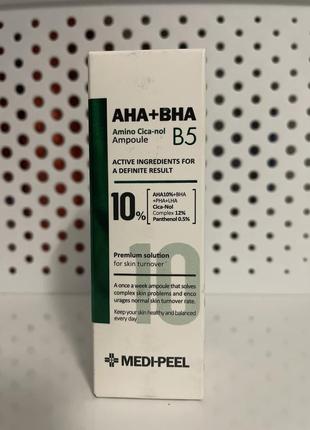 AHA+BHA
Amino Cica-nol
Ampoule B5
ACTIVE INGREDIENTS FOR
A DEFINITE RESULT
10%
AHA10%+BHA
+PHA+LHA
Cica-Nol
Complex 12%
Panthenol 0.5%
Premium solution
for skin turnover
10
A once a week ampoule that solves
complex skin problems and enco
urages normal skin turnover rate.
Keep your skin healthy and balanced
every day
MEDI-PEEL